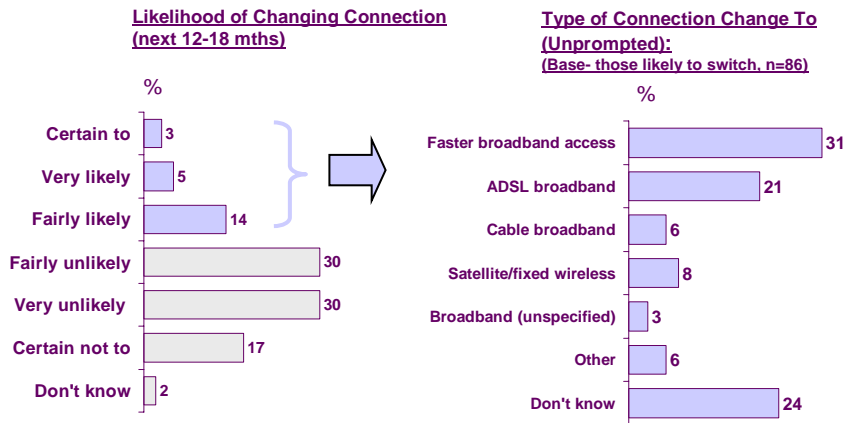 Likelihood of Changing Connection
(next 12-18 mths)
%
Certain to 3
Very likely 5
Fairly likely 14
Fairly unlikely 30
Very unlikely 30
Certain not to 17
Don't know 2
Type of Connection Change To
(Unprompted):
(Base- those likely to switch, n=86)
%
Faster broadband access 31
ADSL broadband 21
Cable broadband 6
Satellite/fixed wireless 8
Broadband (unspecified) 3
Other 6
Don't know 24